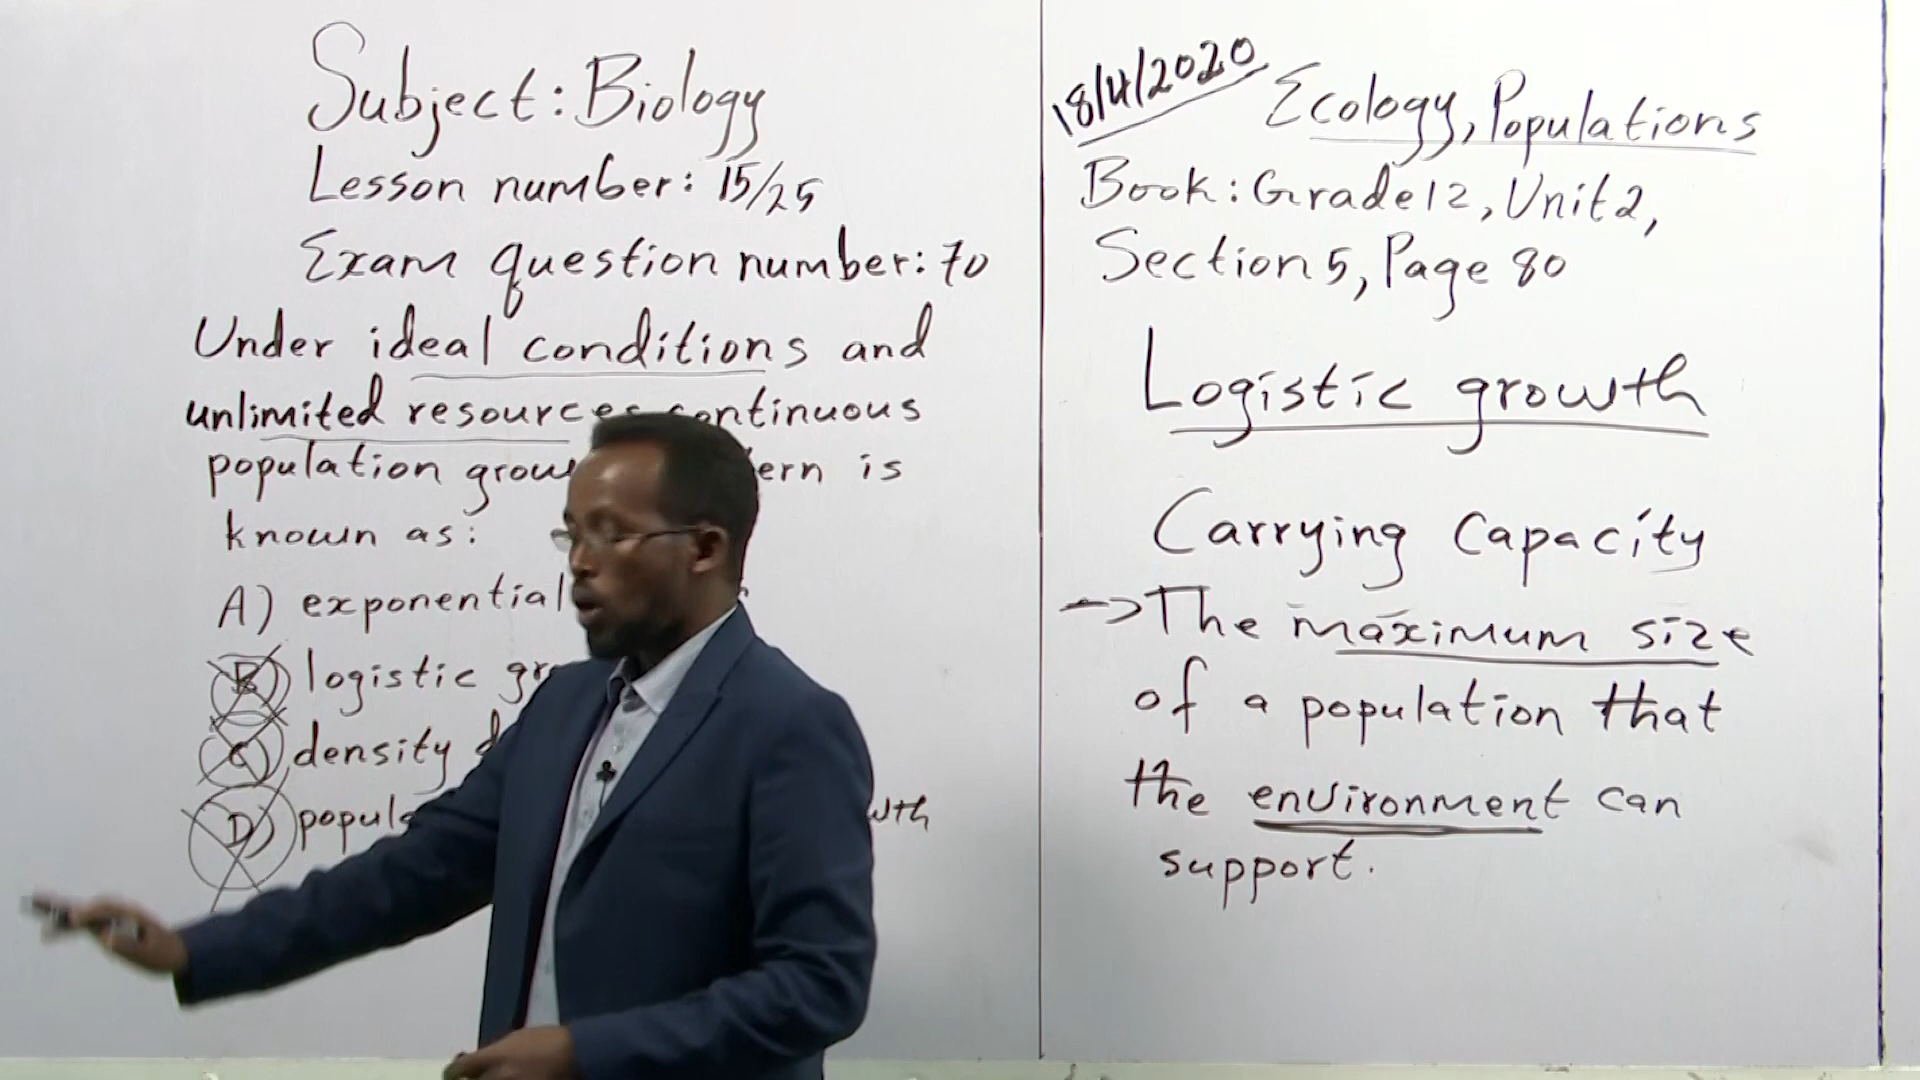 Subject: Biology
Lesson number: 15/25
Exam question number: 70
Under ideal conditions and
unlimited resources continuous
population is
known as:
A) exponential
B) logistic
C) density
D)
18/4/2020
Ecology, Populations
Book: Grade 12, Unit 2,
Section 5, Page 80
Logistic growth
Carrying capacity
→ The maximum size
of a population that
the environment can
support.